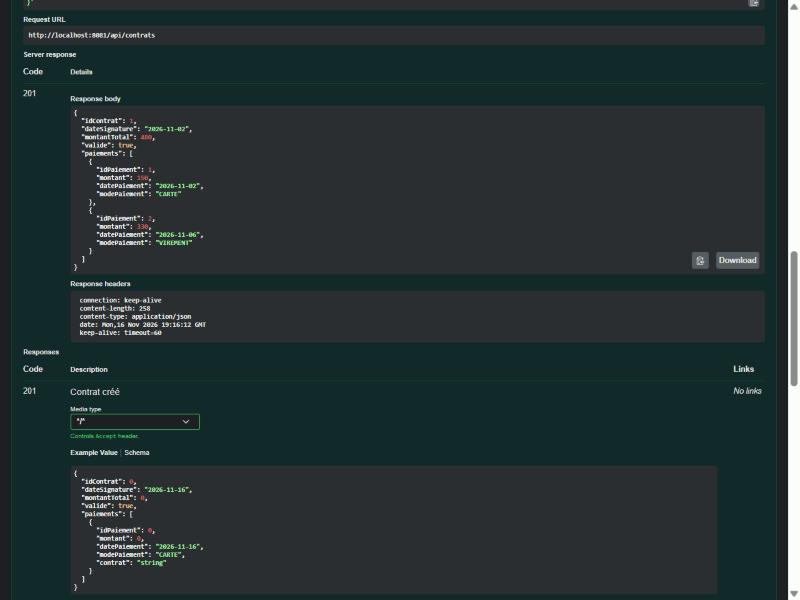 }'
Request URL
http://localhost:8081/api/contrats
Server response
Code Details
201
Response body
{
"idContrat": 1,
"dateSignature": "2026-11-02",
"montantTotal": 480,
"valide": true,
"paiements": [
{
"idPaiement": 1,
"montant": 150,
"datePaiement": "2026-11-02",
"modePaiement": "CARTE"
},
{
"idPaiement": 2,
"montant": 330,
"datePaiement": "2026-11-06",
"modePaiement": "VIREMENT"
}
]
}
Download
Response headers
connection: keep-alive
content-length: 258
content-type: application/json
date: Mon,16 Nov 2026 19:16:12 GMT
keep-alive: timeout=60
Responses
Code Description Links
201 Contrat créé No links
Media type
*/*
Controls Accept header.
Example Value | Schema
{
"idContrat": 0,
"dateSignature": "2026-11-16",
"montantTotal": 0,
"valide": true,
"paiements": [
{
"idPaiement": 0,
"montant": 0,
"datePaiement": "2026-11-16",
"modePaiement": "CARTE",
"contrat": "string"
}
]
}